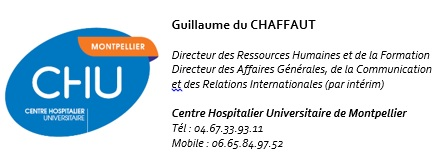 MONTPELLIER
CHU
CENTRE HOSPITALIER
UNIVERSITAIRE
Guillaume du CHAFFAUT
Directeur des Ressources Humaines et de la Formation
Directeur des Affaires Générales, de la Communication
et des Relations Internationales (par intérim)
Centre Hospitalier Universitaire de Montpellier
Tél : 04.67.33.93.11
Mobile : 06.65.84.97.52